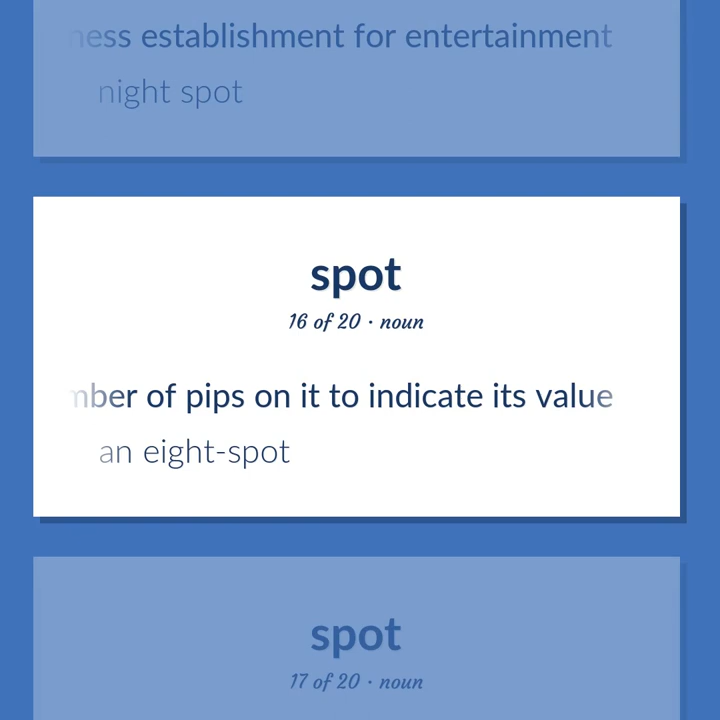 ness establishment for entertainment
night spot
spot
16 of 20 · noun
mber of pips on it to indicate its value
an eight-spot
spot
17 of 20 · noun